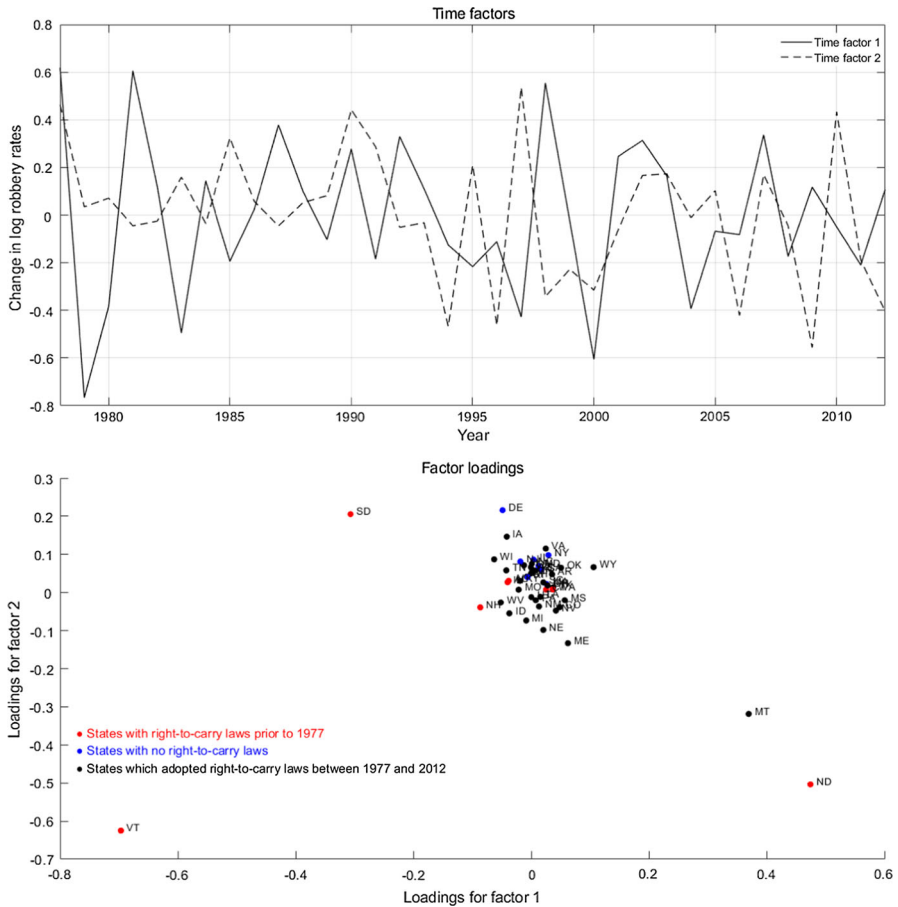 Time factors
Time factor 1
Time factor 2
Change in log robbery rates
0.8
0.6
0.4
0.2
0
-0.2
-0.4
-0.6
-0.8
1980 1985 1990 1995 2000 2005 2010
Year
Factor loadings
Loadings for factor 2
0.3
0.2
0.1
0
-0.1
-0.2
-0.3
-0.4
-0.5
-0.6
-0.7
SD
DE
IA
VA
NY
WI
OK
WY
AR
MO
NH
WV
MS
ID
NV
MI
NE
ME
MT
ND
VT
States with right-to-carry laws prior to 1977
States with no right-to-carry laws
States which adopted right-to-carry laws between 1977 and 2012
-0.8 -0.6 -0.4 -0.2 0 0.2 0.4 0.6
Loadings for factor 1